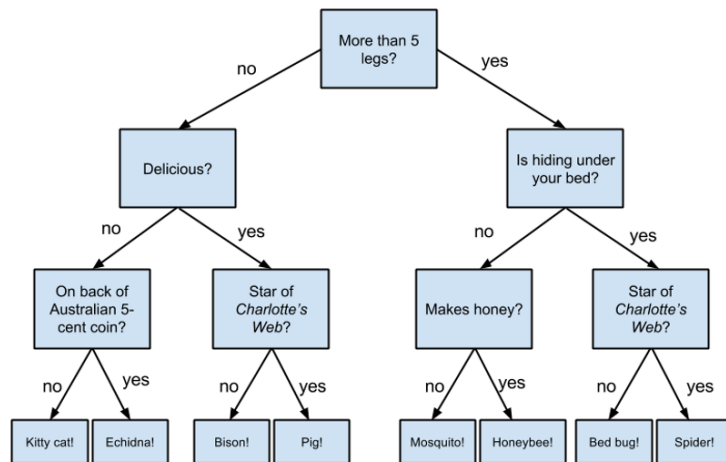 More than 5
legs?
no
yes
Delicious?
Is hiding under
your bed?
no
yes
no
yes
On back of
Australian 5-
cent coin?
Star of
Charlotte's
Web?
Makes honey?
Star of
Charlotte's
Web?
no
yes
no
yes
no
yes
no
yes
Kitty cat!
Echidna!
Bison!
Pig!
Mosquito!
Honeybee!
Bed bug!
Spider!